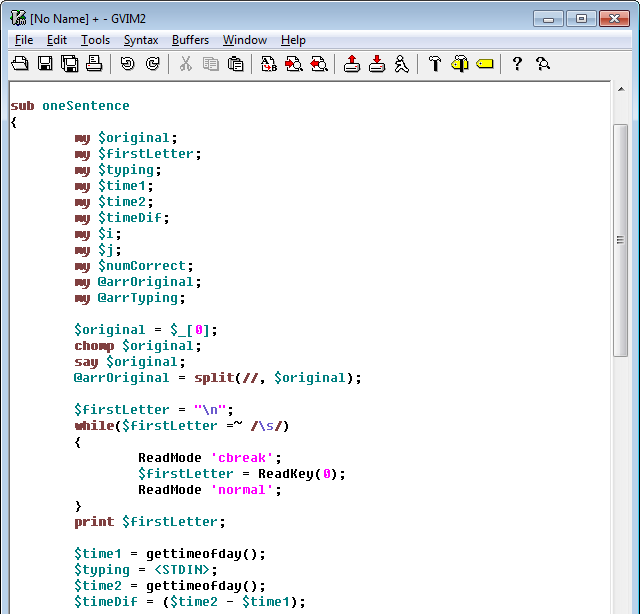 [No Name] + - GVIM2
File Edit Tools Syntax Buffers Window Help
sub oneSentence
{
        my $original;
        my $firstLetter;
        my $typing;
        my $time1;
        my $time2;
        my $timeDif;
        my $i;
        my $j;
        my $numCorrect;
        my @arrOriginal;
        my @arrTyping;
        $original = $_[0];
        chomp $original;
        say $original;
        @arrOriginal = split(//, $original);
        $firstLetter = "\n";
        while($firstLetter =~ /\s/)
        {
                ReadMode 'cbreak';
                $firstLetter = ReadKey(0);
                ReadMode 'normal';
        }
        print $firstLetter;
        $time1 = gettimeofday();
        $typing = <STDIN>;
        $time2 = gettimeofday();
        $timeDif = ($time2 - $time1);